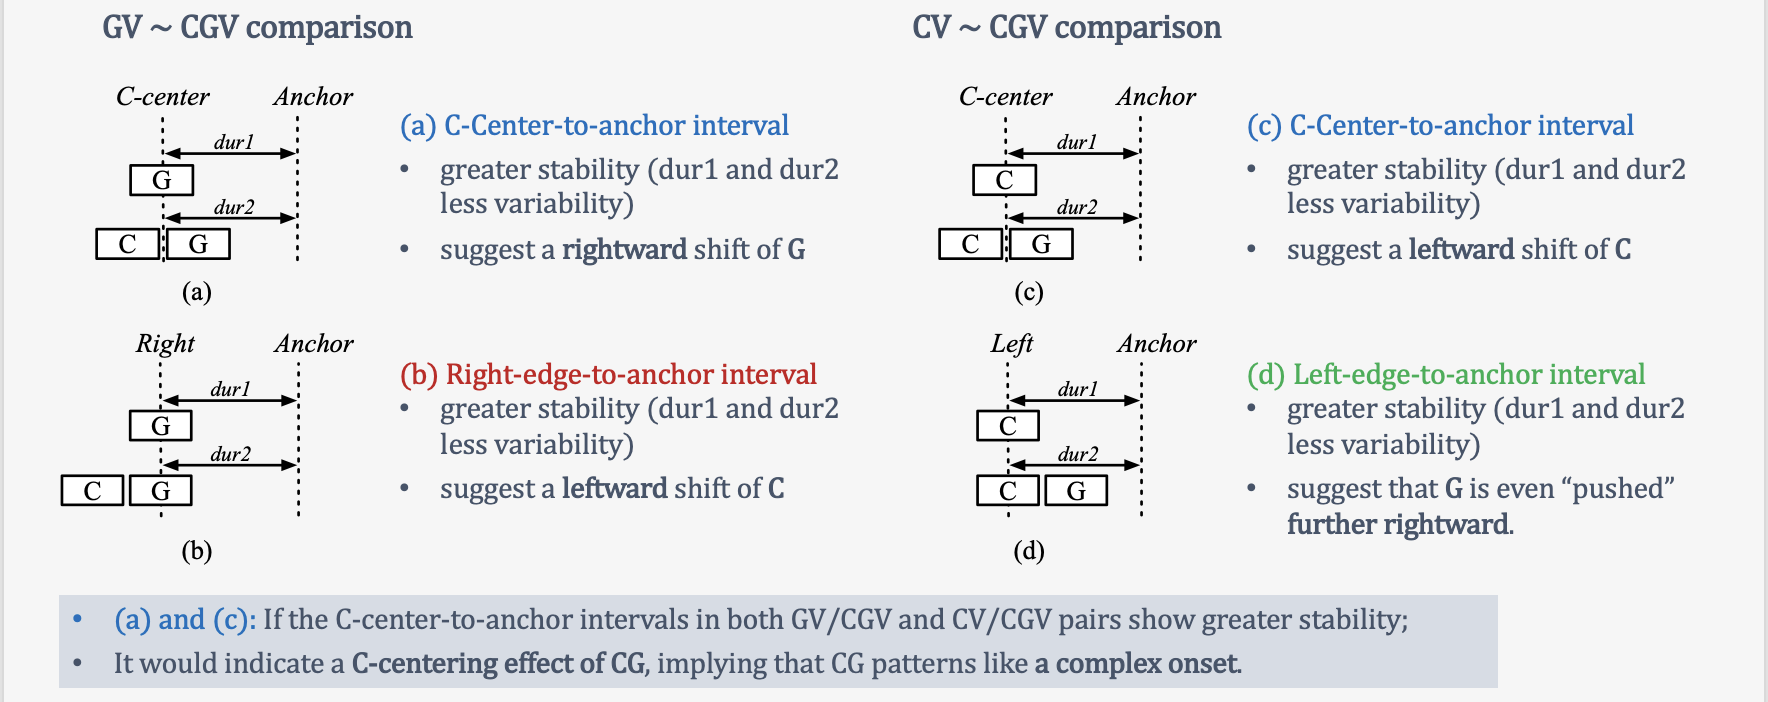 GV ~ CGV comparison
C-center Anchor
dur1
G
dur2
C G
(a)
(a) C-Center-to-anchor interval
• greater stability (dur1 and dur2
less variability)
• suggest a rightward shift of G
Right Anchor
dur1
G
dur2
C G
(b)
(b) Right-edge-to-anchor interval
• greater stability (dur1 and dur2
less variability)
• suggest a leftward shift of C
CV ~ CGV comparison
C-center Anchor
dur1
C
dur2
C G
(c)
(c) C-Center-to-anchor interval
• greater stability (dur1 and dur2
less variability)
• suggest a leftward shift of C
Left Anchor
dur1
C
dur2
C G
(d)
(d) Left-edge-to-anchor interval
• greater stability (dur1 and dur2
less variability)
• suggest that G is even “pushed”
further rightward.
• (a) and (c): If the C-center-to-anchor intervals in both GV/CGV and CV/CGV pairs show greater stability;
• It would indicate a C-centering effect of CG, implying that CG patterns like a complex onset.